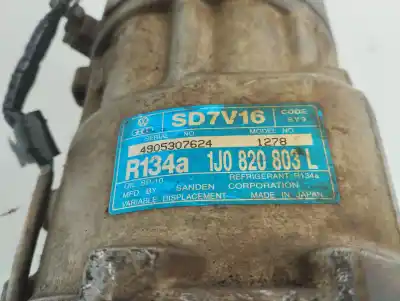 SD7V16 CODE
SERIAL NO. MODEL NO.
4905307624 1278
R134a 1J0 820 803 L
REFRIGERANT R134a
MFD BY SANDEN CORPORATION
VARIABLE DISPLACEMENT MADE IN JAPAN